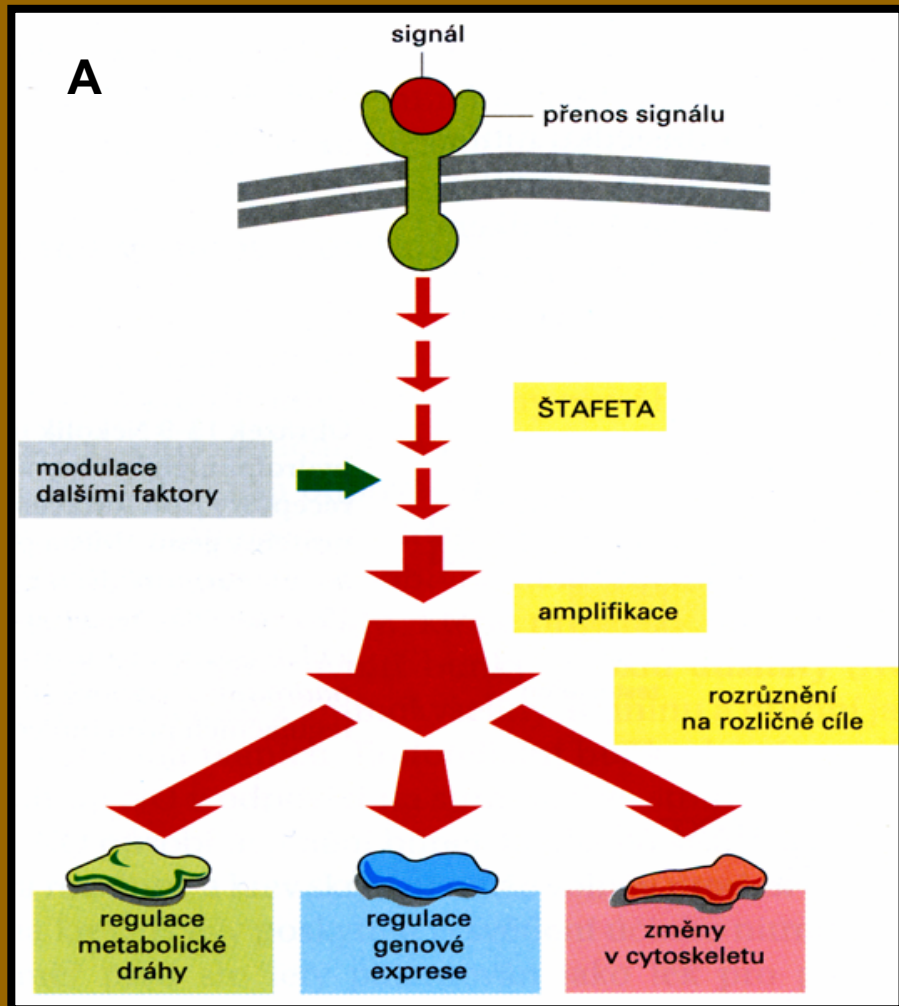 signál
A
přenos signálu
ŠTAFETA
modulace
dalšími faktory
amplifikace
rozrůznění
na rozličné cíle
regulace
metabolické
dráhy
regulace
genové
exprese
změny
v cytoskeletu